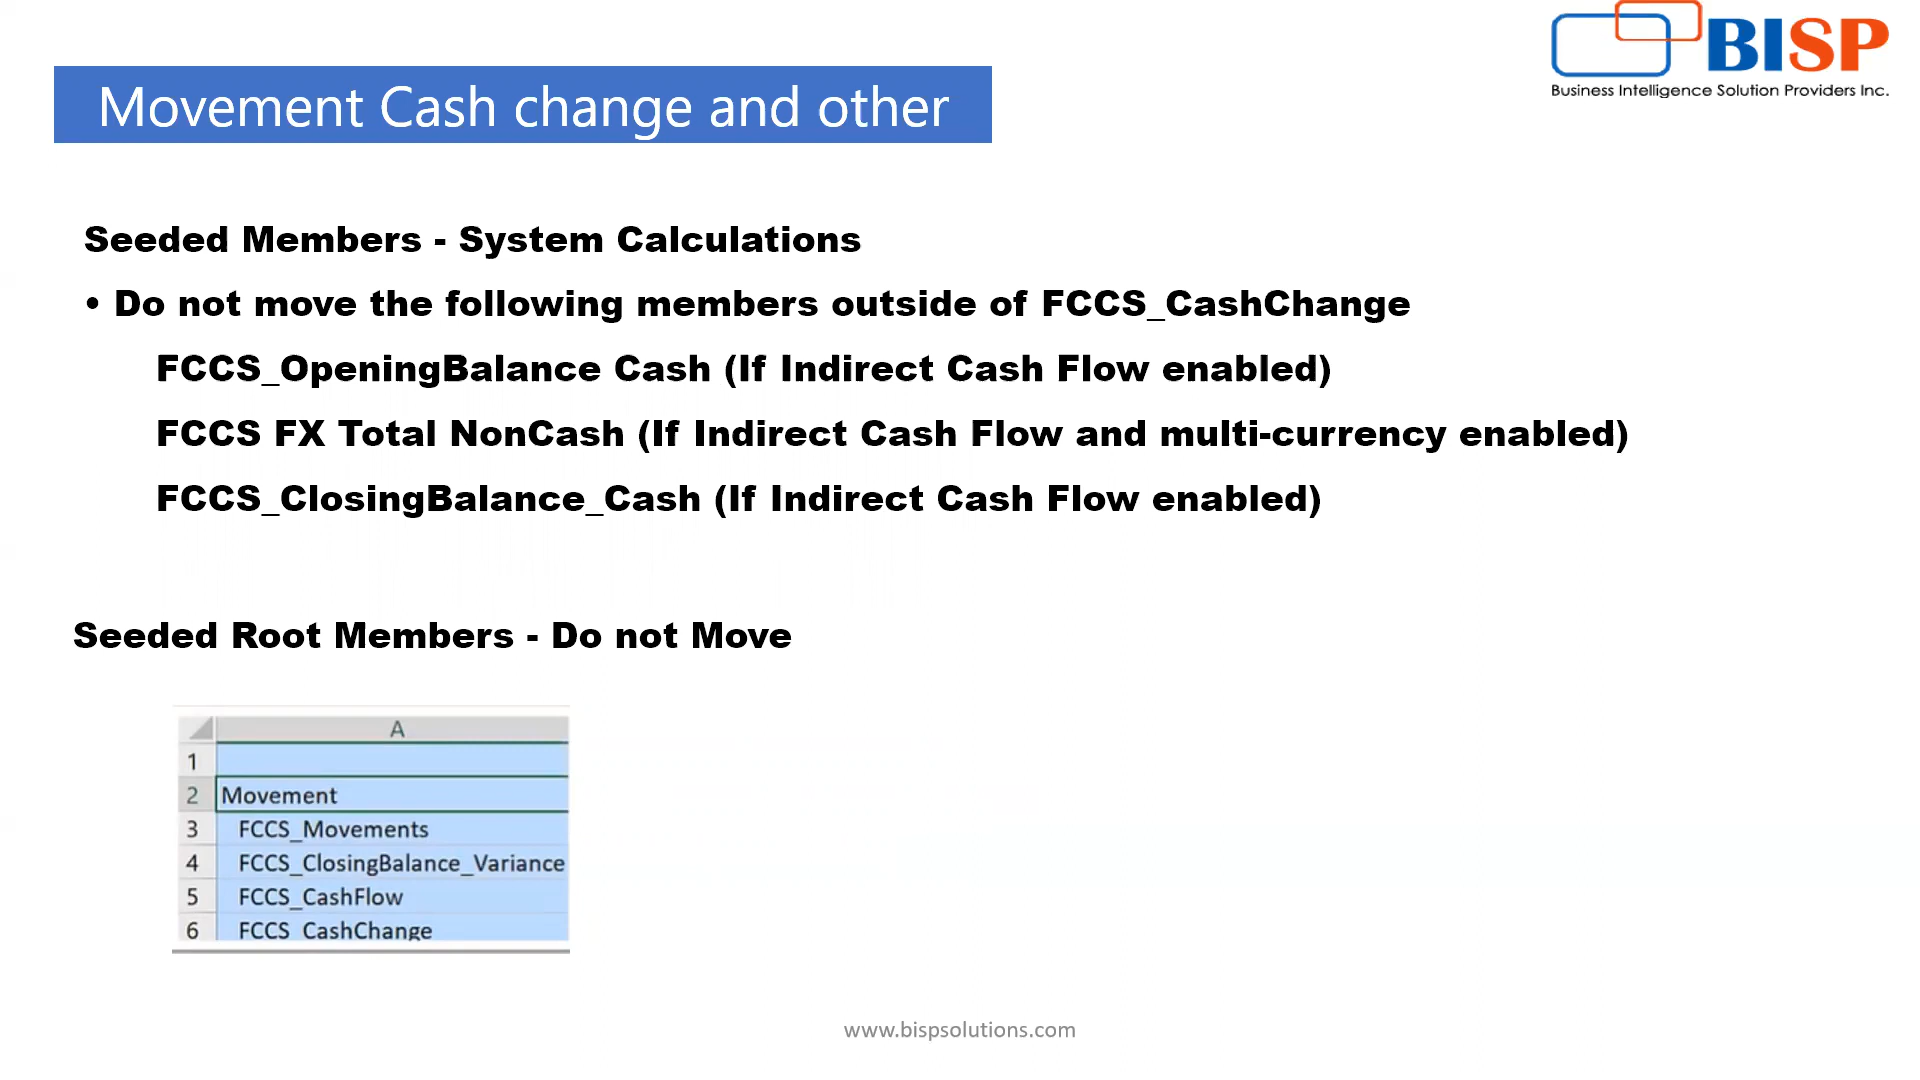 BISP
Business Intelligence Solution Providers Inc.
Movement Cash change and other
Seeded Members - System Calculations
• Do not move the following members outside of FCCS_CashChange
FCCS_OpeningBalance Cash (If Indirect Cash Flow enabled)
FCCS FX Total NonCash (If Indirect Cash Flow and multi-currency enabled)
FCCS_ClosingBalance_Cash (If Indirect Cash Flow enabled)
Seeded Root Members - Do not Move
A
1
2 Movement
3 FCCS_Movements
4 FCCS_ClosingBalance_Variance
5 FCCS_CashFlow
6 FCCS_CashChange
www.bispsolutions.com